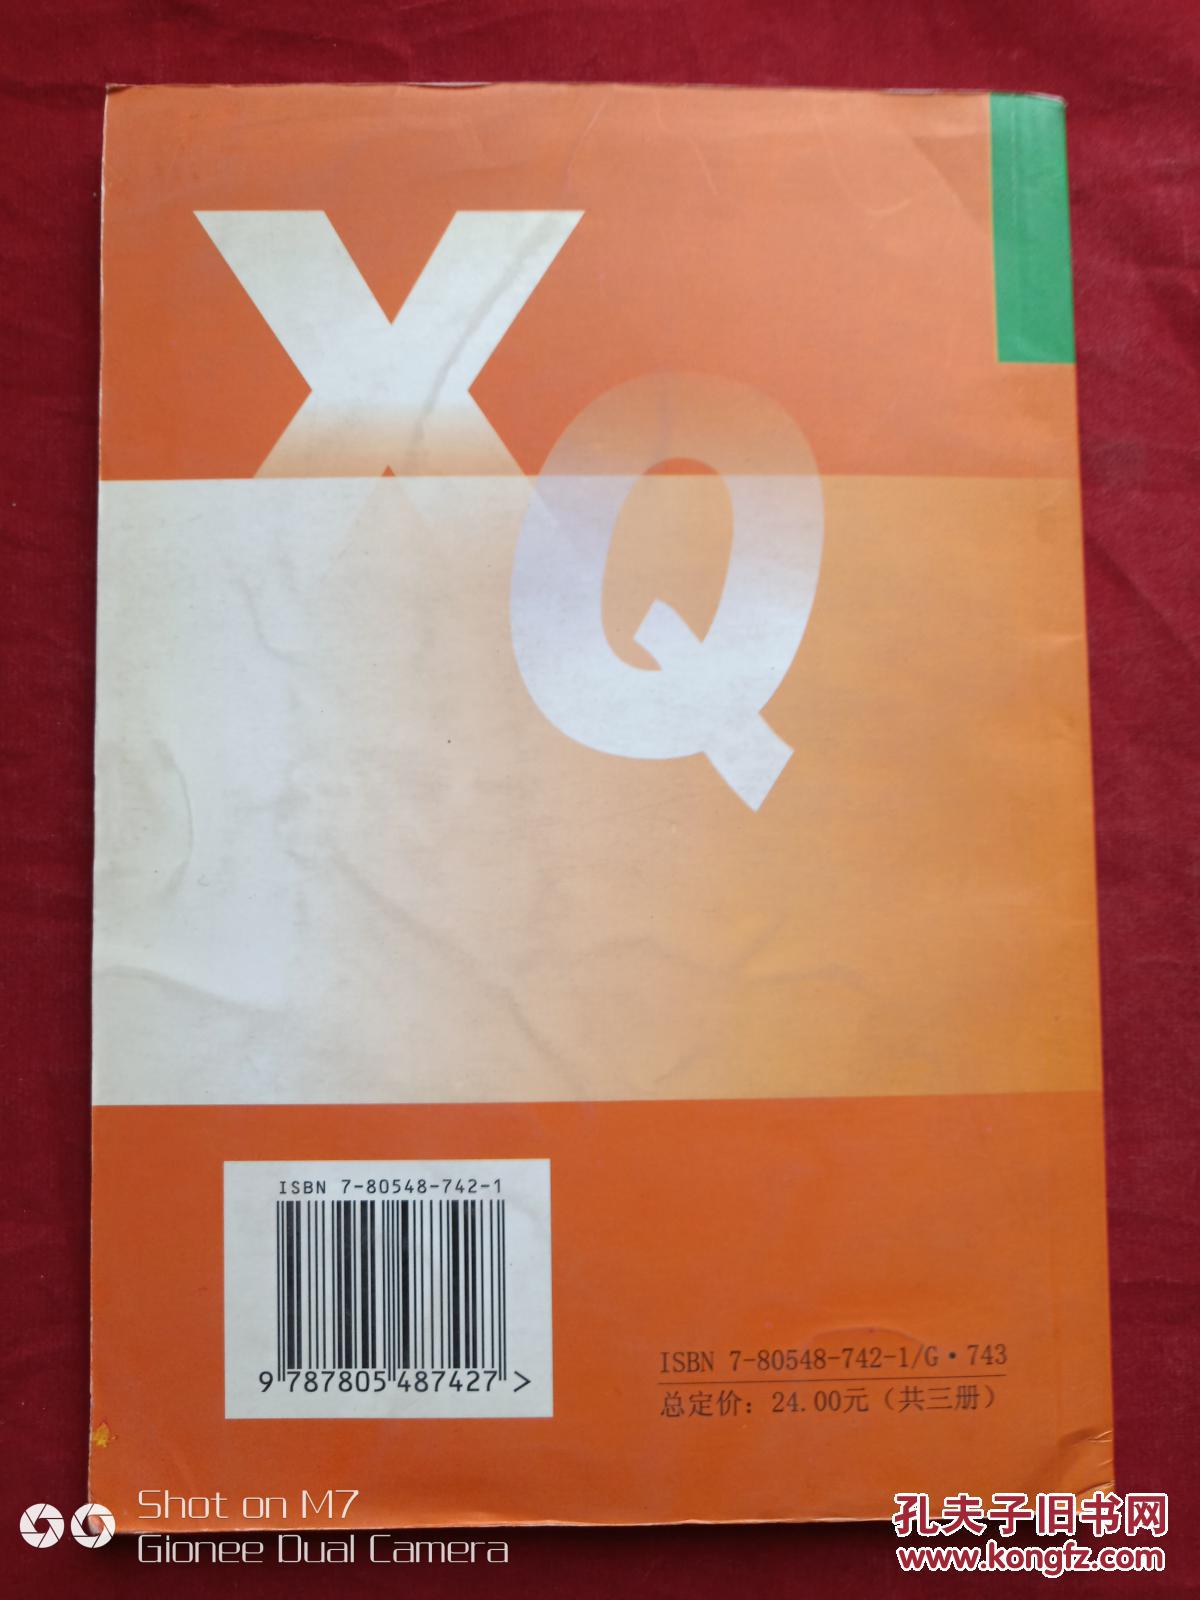 X
Q
ISBN 7-80548-742-1
9 787805 487427 >
ISBN 7-80548-742-1/G·743
总定价：24.00元（共三册）
Shot on M7
Gionee Dual Camera
孔夫子旧书网
www.kongfz.com